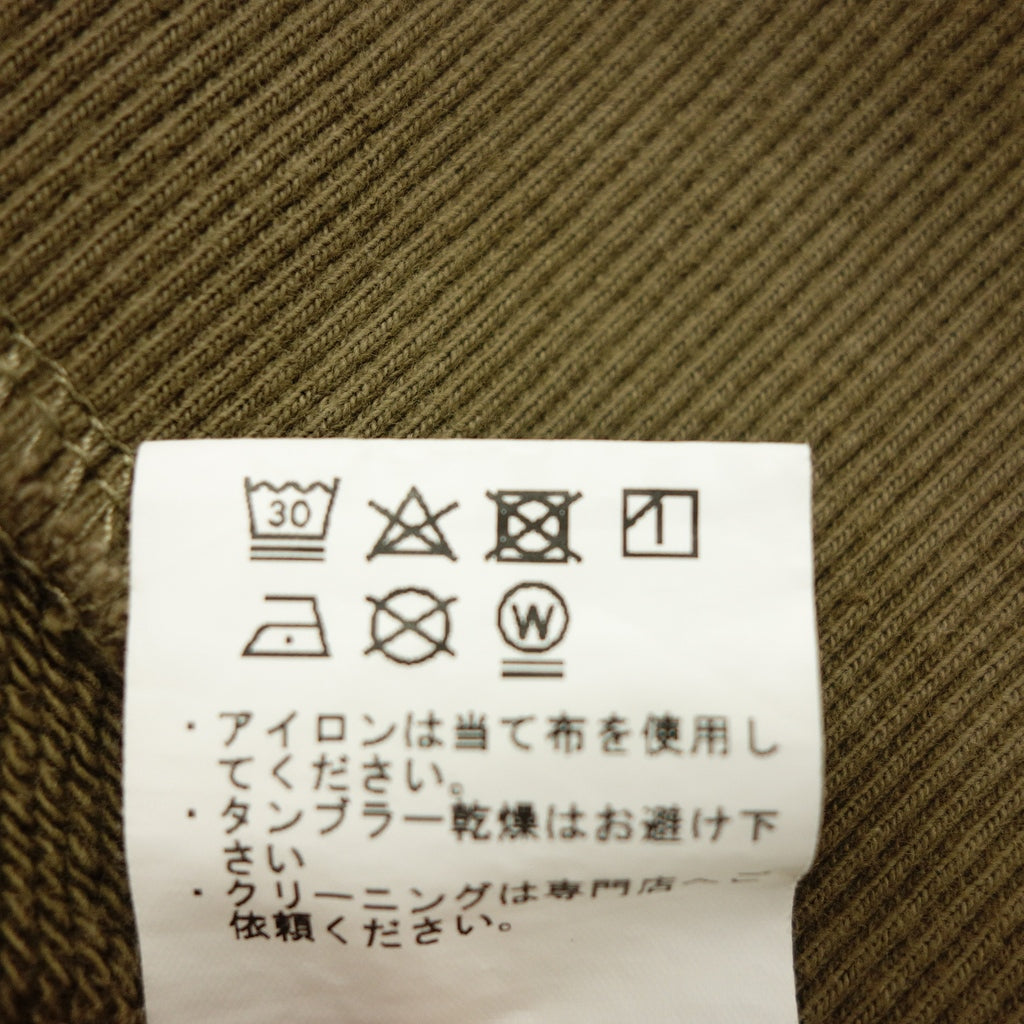 30
W
・アイロンは当て布を使用し
てください。
・タンブラー乾燥はお避け下
さい
・クリーニングは専門店へご
依頼ください。